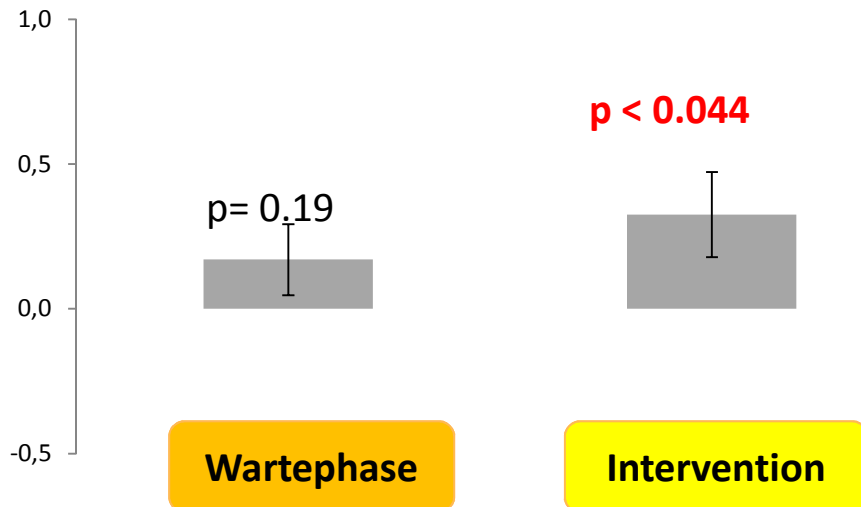 1,0
p < 0.044
0,5
p= 0.19
0,0
-0,5
Wartephase
Intervention